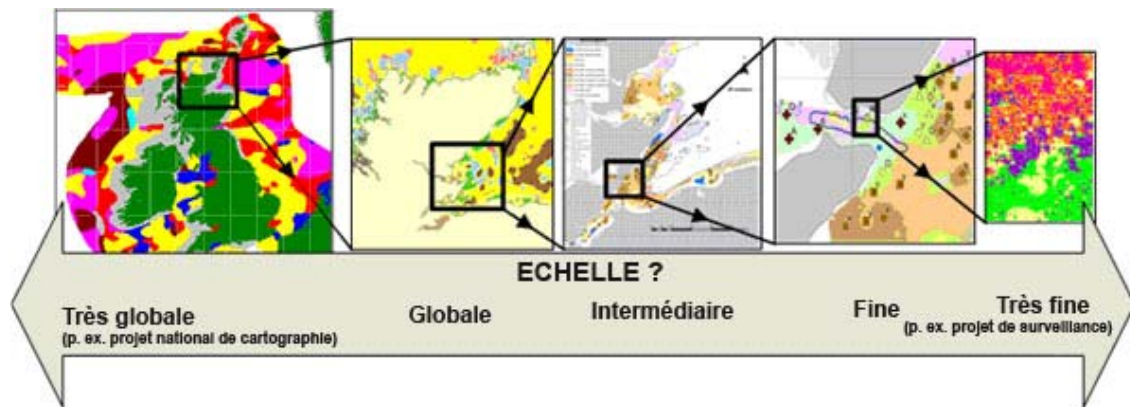 ECHELLE ?
Très globale
(p. ex. projet national de cartographie)
Globale
Intermédiaire
Fine
Très fine
(p. ex. projet de surveillance)